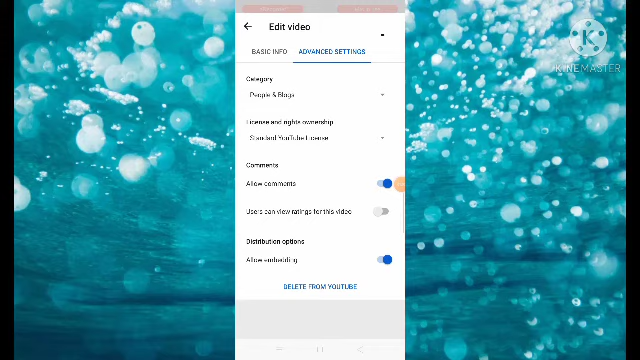 Edit video
BASIC INFO
ADVANCED SETTINGS
Category
People & Blogs
License and rights ownership
Standard YouTube License
Comments
Allow comments
Users can view ratings for this video
Distribution options
Allow embedding
DELETE FROM YOUTUBE
KINEMASTER